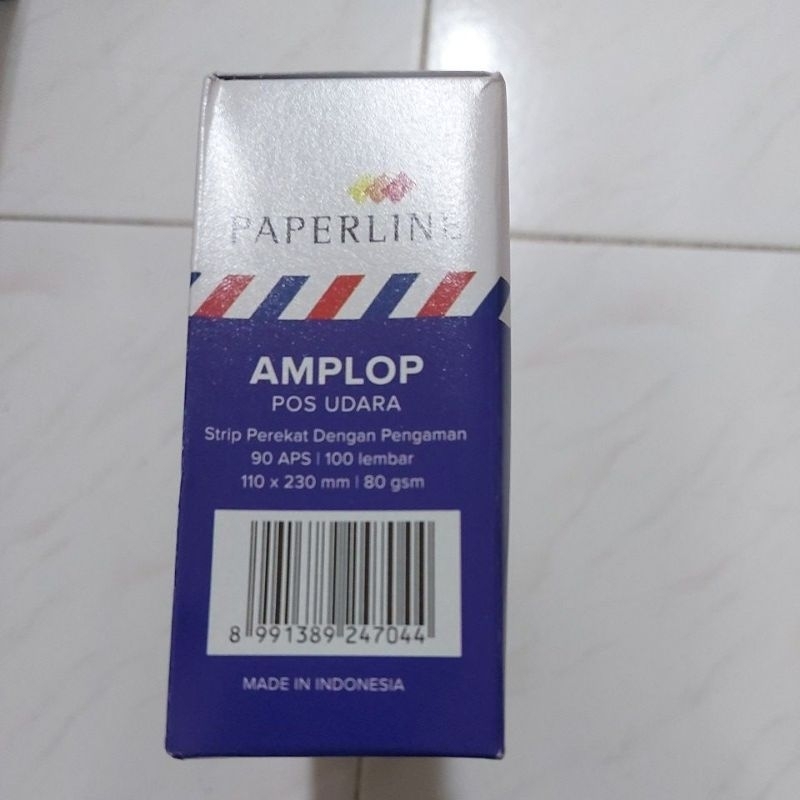 PAPERLINE
AMPLOP
POS UDARA
Strip Perekat Dengan Pengaman
90 APS | 100 lembar
110 x 230 mm | 80 gsm
8 991389 247044
MADE IN INDONESIA